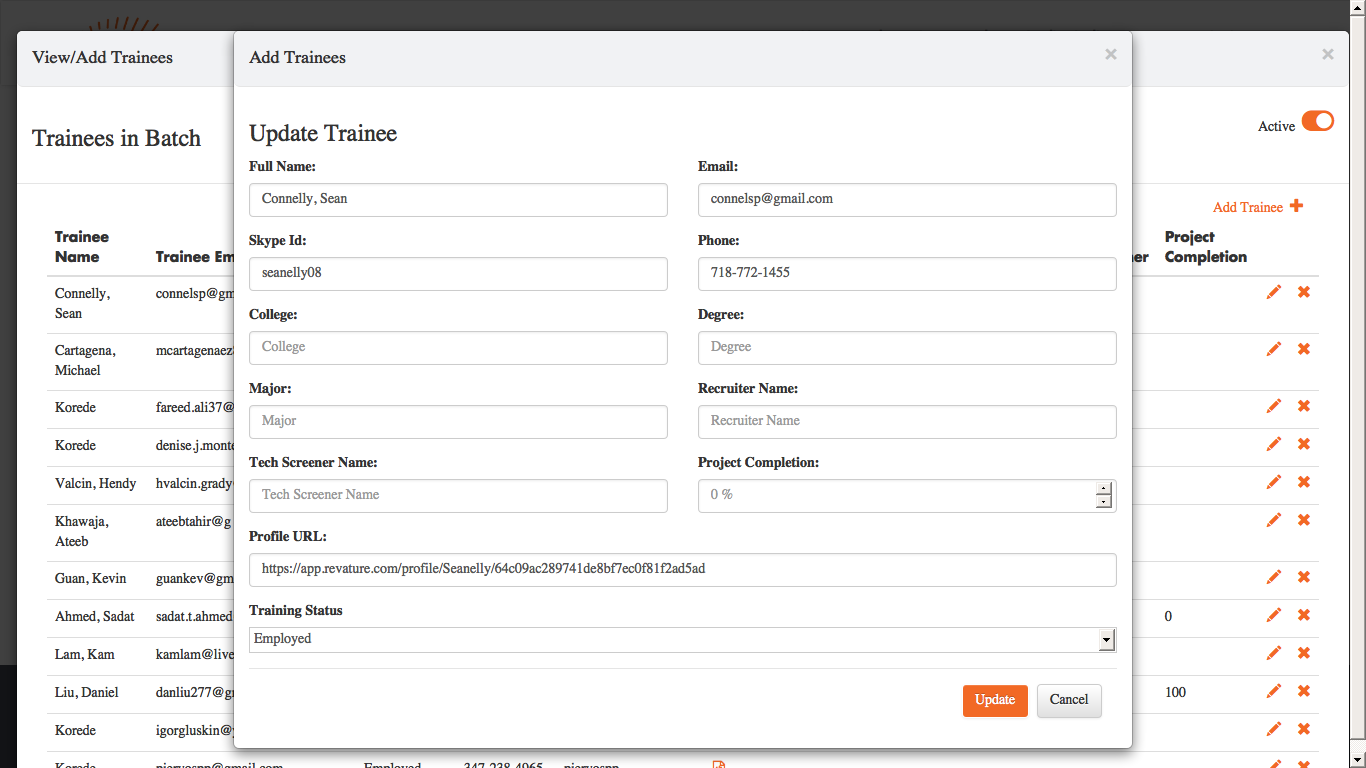 View/Add Trainees
Add Trainees
×
×
Trainees in Batch
Active
Add Trainee
Update Trainee
Full Name:
Email:
Connelly, Sean
connelsp@gmail.com
Skype Id:
Phone:
seanelly08
718-772-1455
College:
Degree:
College
Degree
Major:
Recruiter Name:
Major
Recruiter Name
Tech Screener Name:
Project Completion:
Tech Screener Name
0 %
Profile URL:
https://app.revature.com/profile/Seanelly/64c09ac289741de8bf7ec0f81f2ad5ad
Training Status
Employed
Update
Cancel
Trainee
Name
Trainee Em
er
Project
Completion
Connelly,
Sean
connelsp@gm
Cartagena,
Michael
mcartagenaez
Korede
fareed.ali37@
Korede
denise.j.monte
Valcin, Hendy
hvalcin.grady
Khawaja,
Ateeb
ateebtahir@g
Guan, Kevin
guankev@gm
Ahmed, Sadat
sadat.t.ahmed
0
Lam, Kam
kamlam@live
Liu, Daniel
danliu277@g
100
Korede
igorgluskin@
Korede
piervospp@gmail.com
Employed
347-238-4965
piervospp